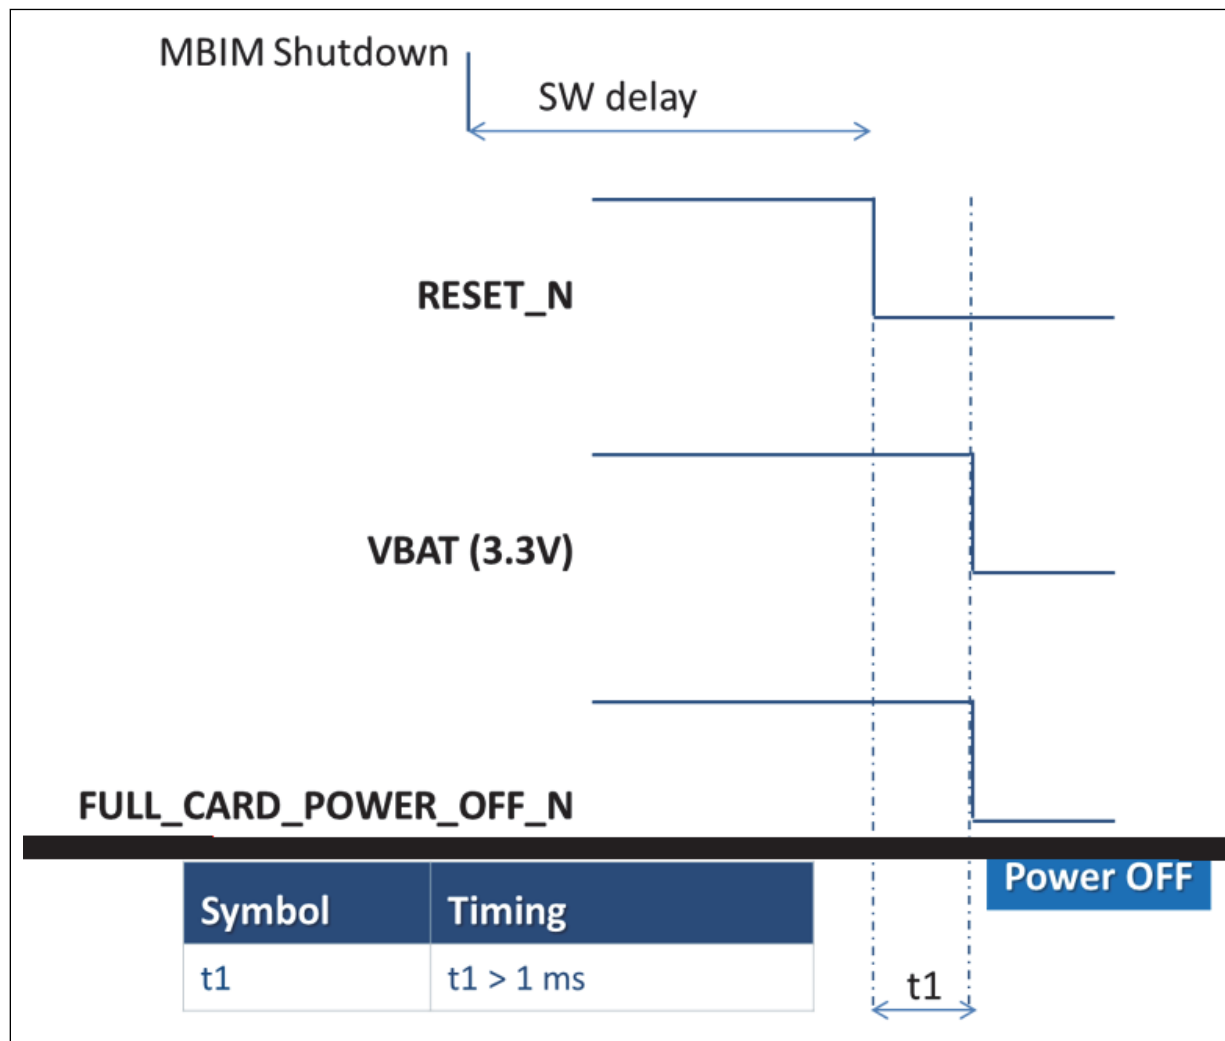 MBIM Shutdown
SW delay
RESET_N
VBAT (3.3V)
FULL_CARD_POWER_OFF_N
Power OFF
Symbol Timing
t1 t1 > 1 ms
t1